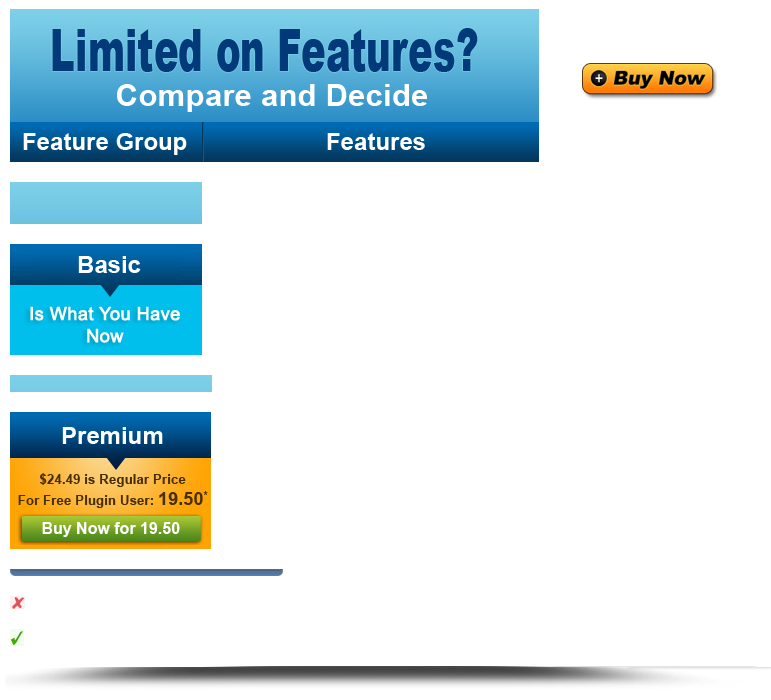 Limited on Features?
Buy Now
Compare and Decide
Feature Group Features
Basic
Is What You Have
Now
Premium
$24.49 is Regular Price
For Free Plugin User: 19.50*
Buy Now for 19.50